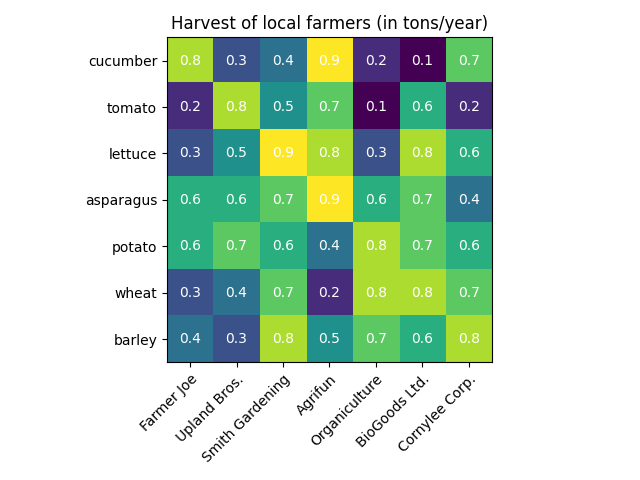 Harvest of local farmers (in tons/year)
cucumber 0.8 0.3 0.4 0.9 0.2 0.1 0.7
tomato 0.2 0.8 0.5 0.7 0.1 0.6 0.2
lettuce 0.3 0.5 0.9 0.8 0.3 0.8 0.6
asparagus 0.6 0.6 0.7 0.9 0.6 0.7 0.4
potato 0.6 0.7 0.6 0.4 0.8 0.7 0.6
wheat 0.3 0.4 0.7 0.2 0.8 0.8 0.7
barley 0.4 0.3 0.8 0.5 0.7 0.6 0.8
Farmer Joe
Upland Bros.
Smith Gardening
Agrifun
Organiculture
BioGoods Ltd.
Cornylee Corp.